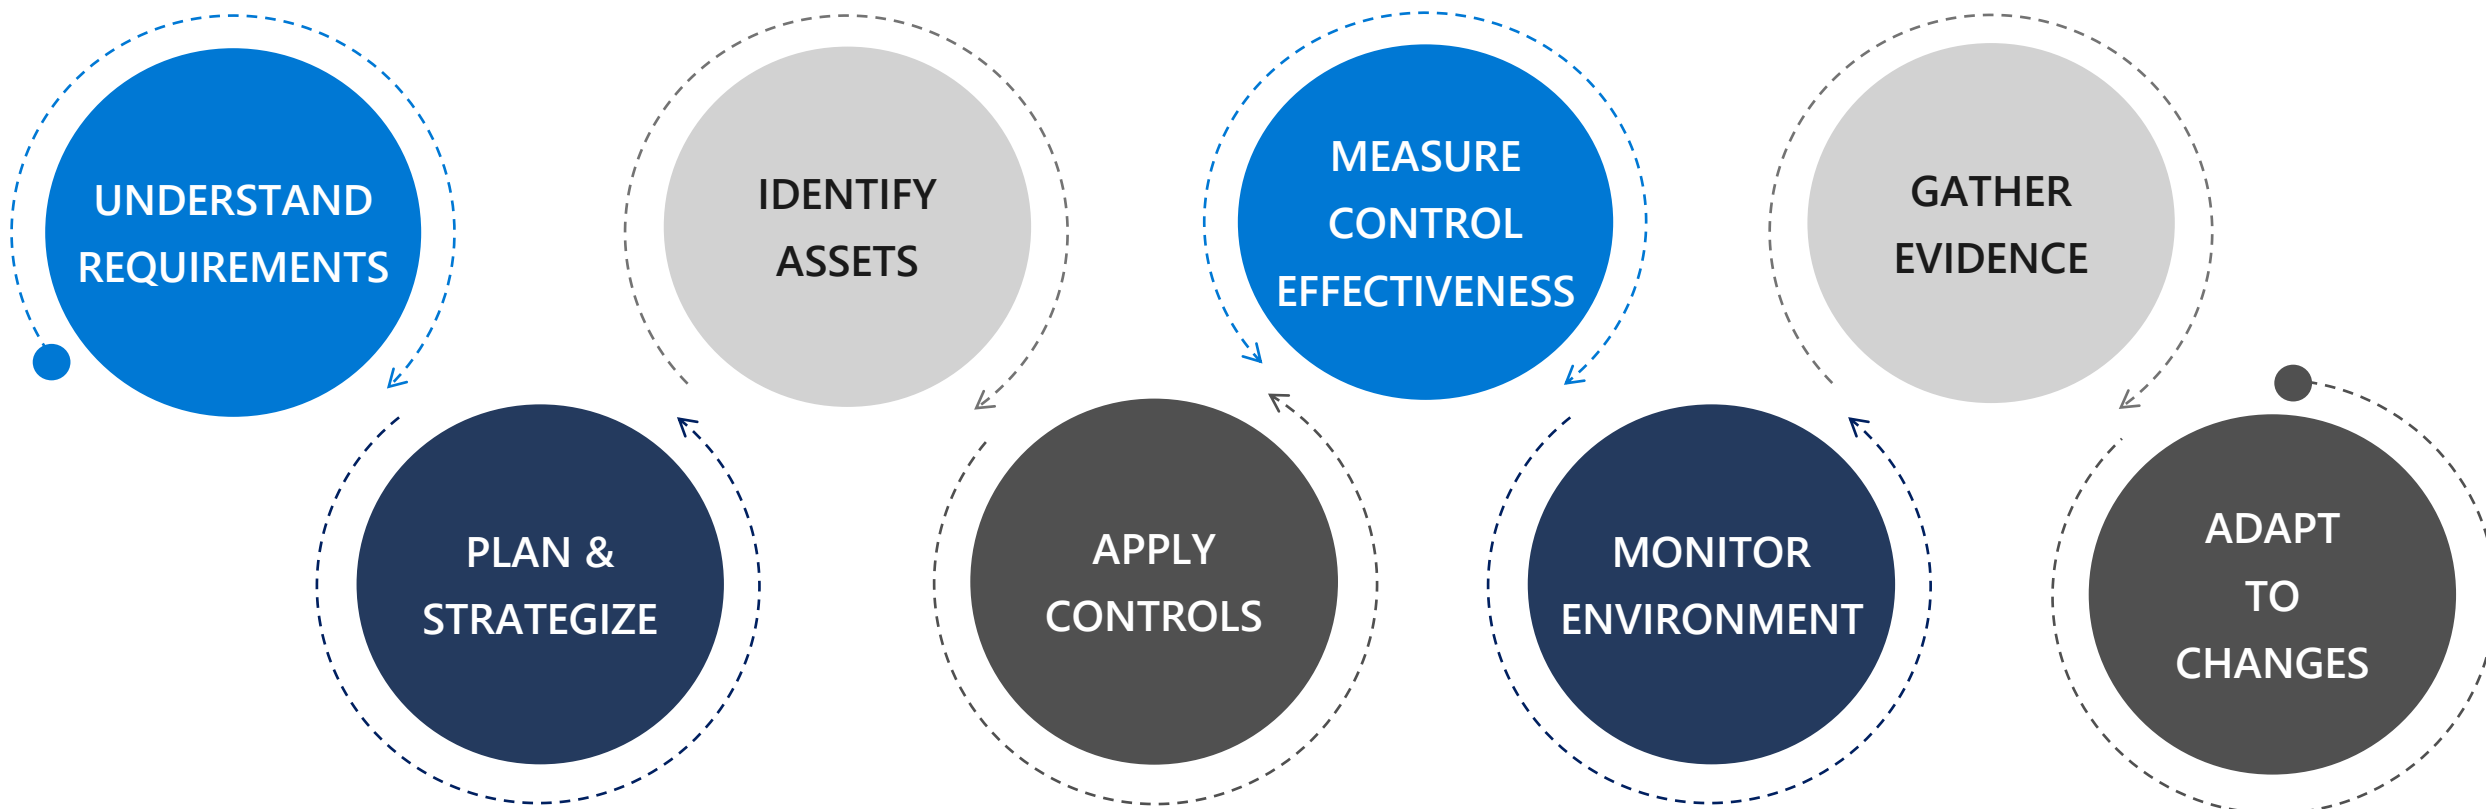 UNDERSTAND
REQUIREMENTS
PLAN &
STRATEGIZE
IDENTIFY
ASSETS
APPLY
CONTROLS
MEASURE
CONTROL
EFFECTIVENESS
MONITOR
ENVIRONMENT
GATHER
EVIDENCE
ADAPT
TO
CHANGES